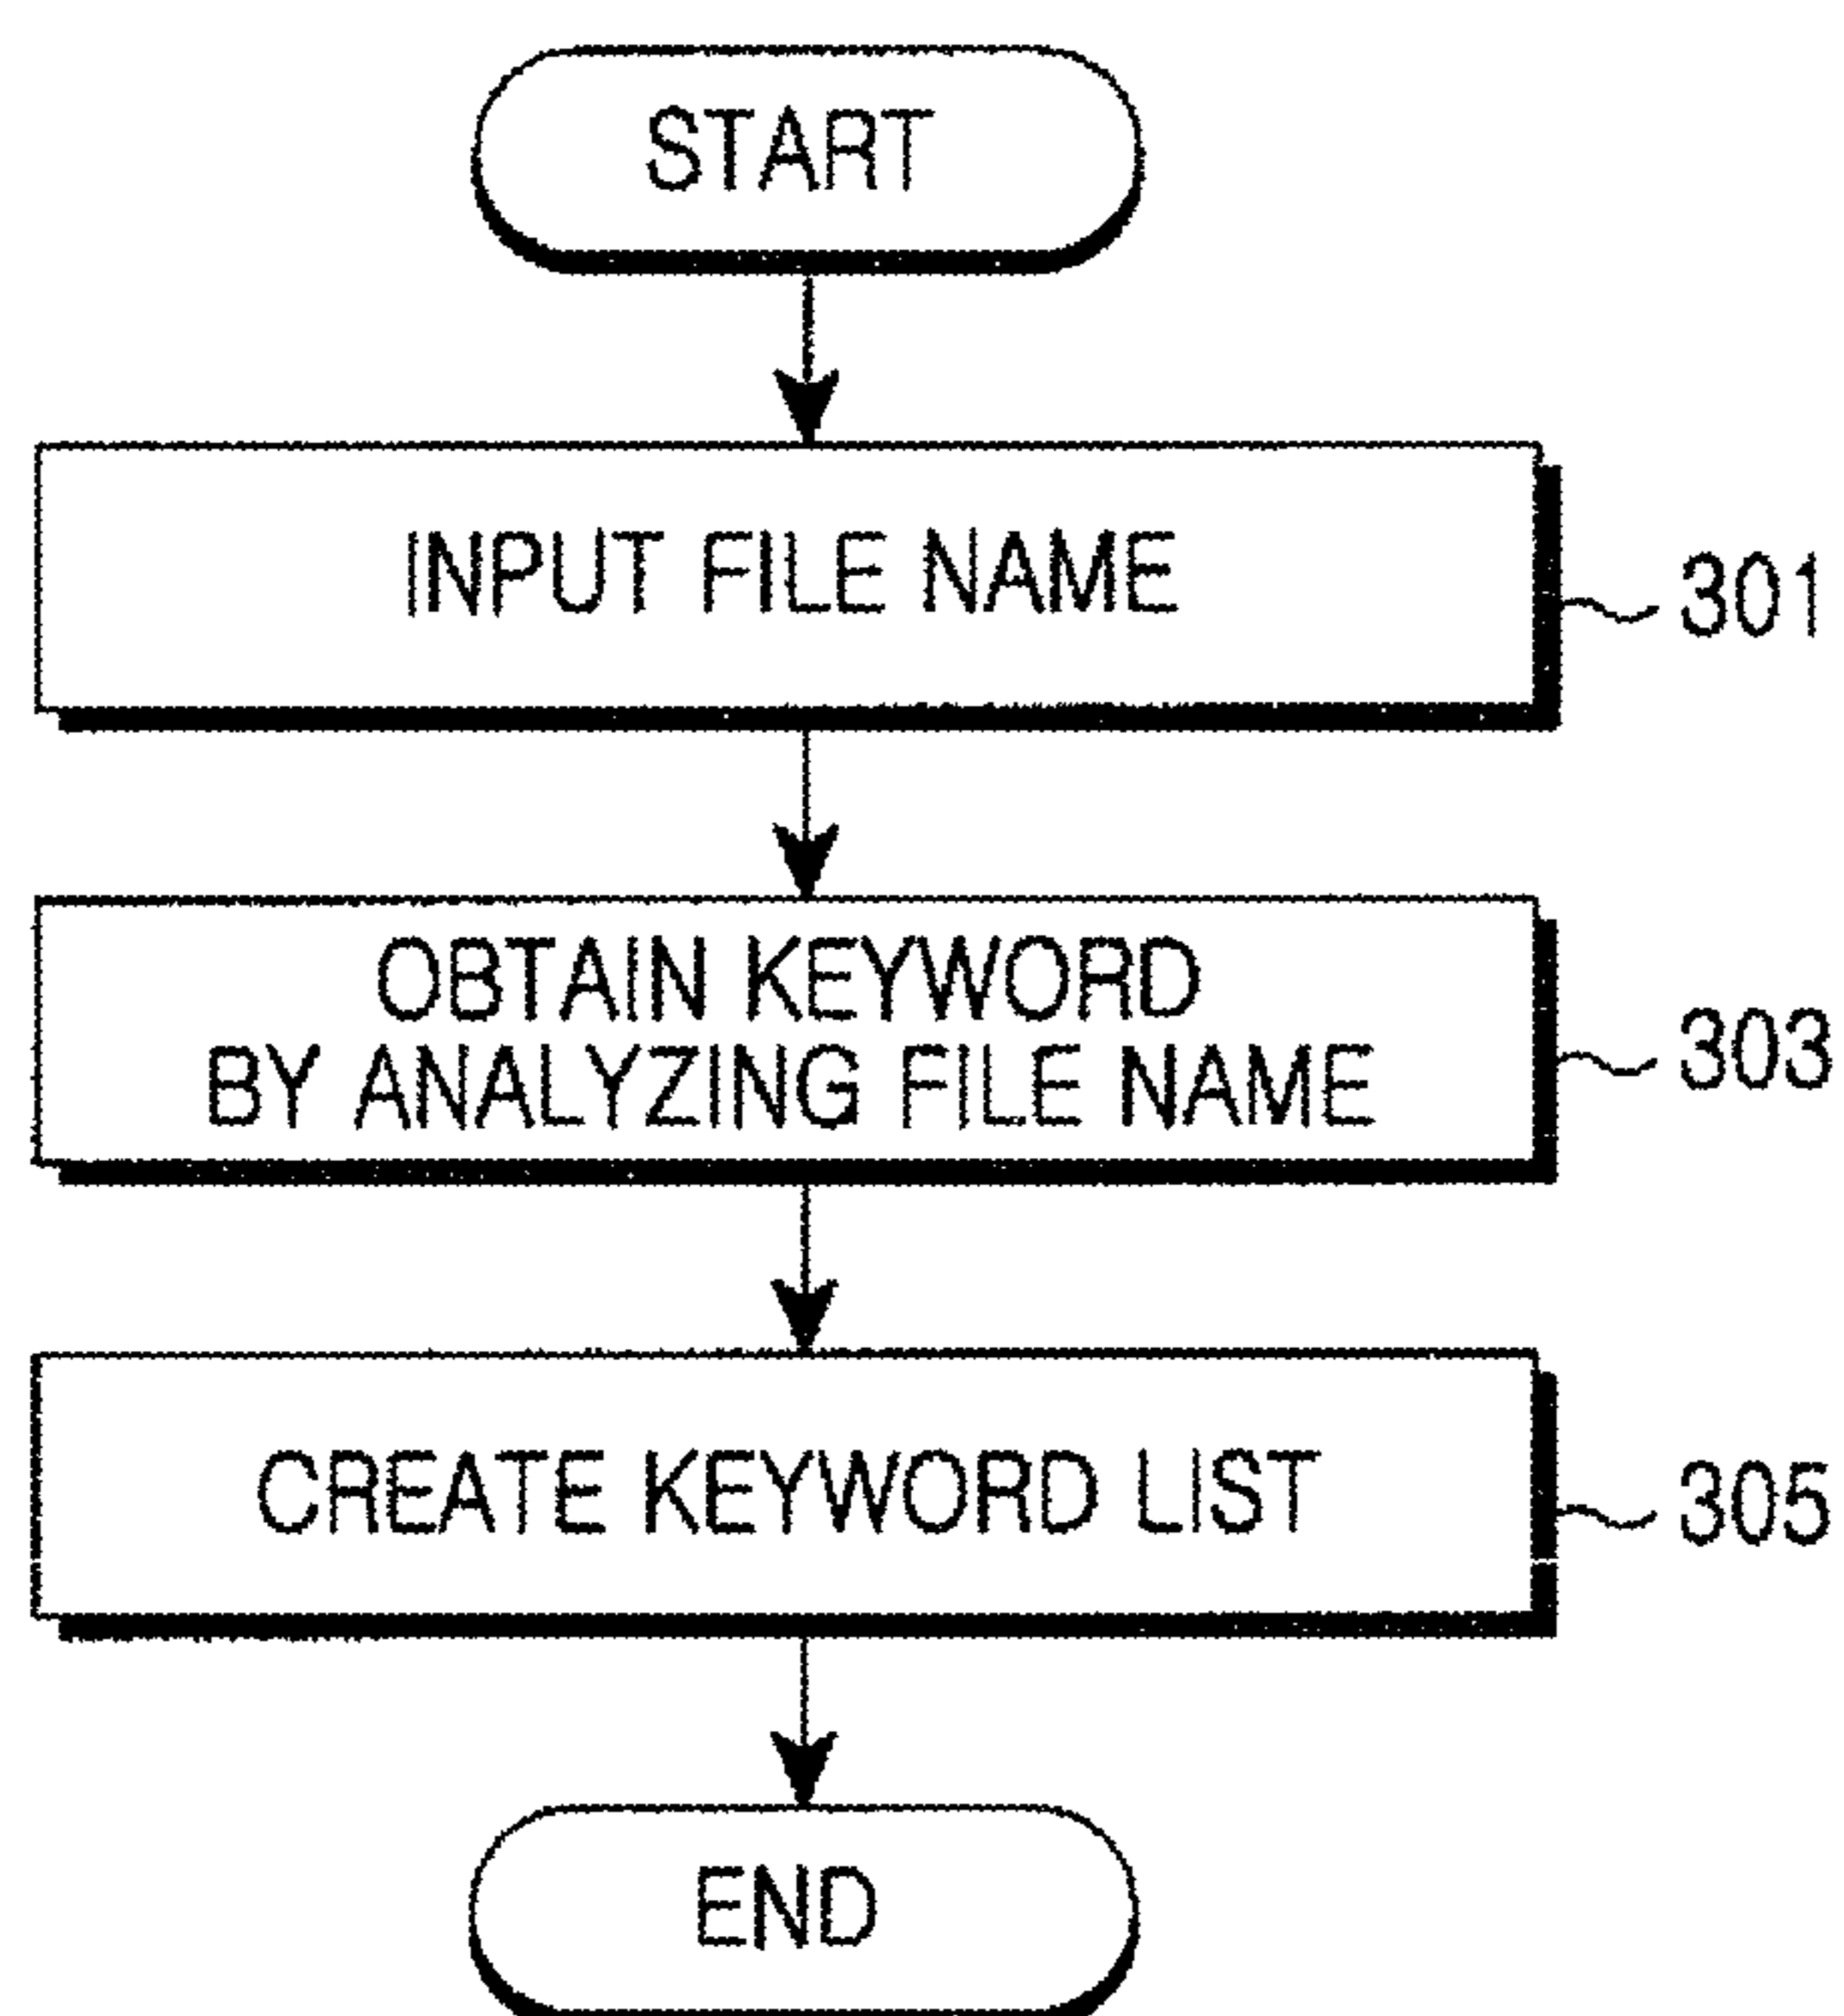 START
INPUT FILE NAME
301
OBTAIN KEYWORD
BY ANALYZING FILE NAME
303
CREATE KEYWORD LIST
305
END